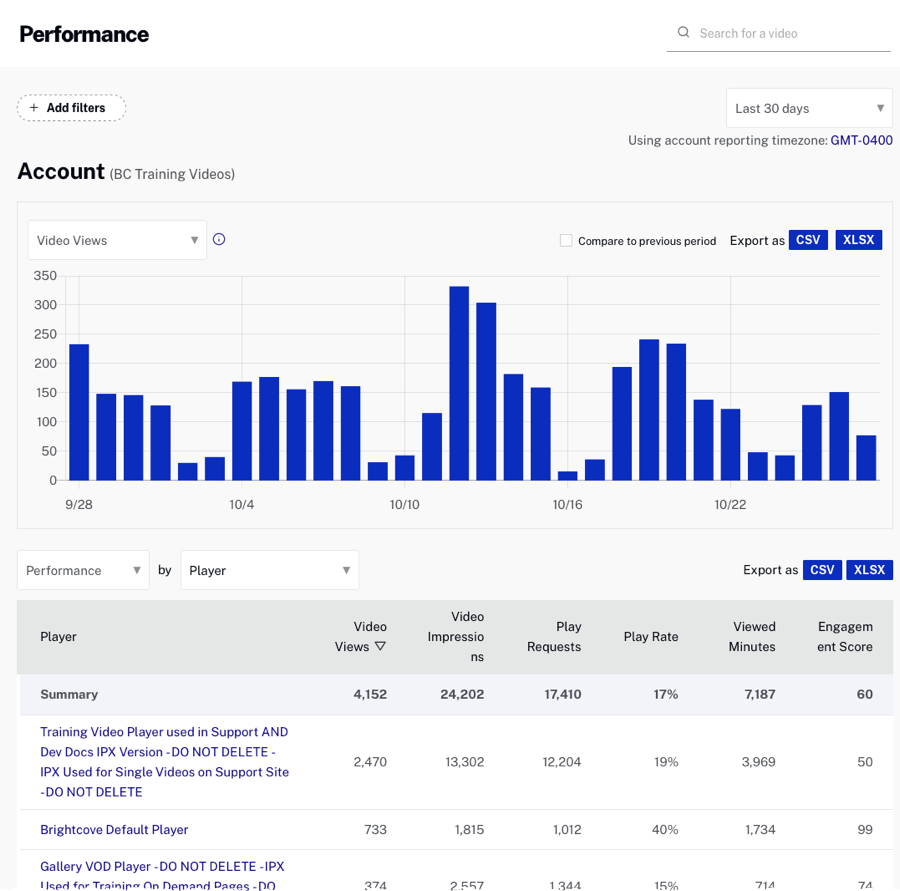 Performance
Search for a video
+ Add filters
Last 30 days
Using account reporting timezone: GMT-0400
Account (BC Training Videos)
Video Views
Compare to previous period
Export as CSV XLSX
350
300
250
200
150
100
50
0
9/28 10/4 10/10 10/16 10/22
Performance by Player
Export as CSV XLSX
Player
Video
Views
Video
Impressio
ns
Play
Requests
Play Rate
Viewed
Minutes
Engagem
ent Score
Summary 4,152 24,202 17,410 17% 7,187 60
Training Video Player used in Support AND
Dev Docs IPX Version - DO NOT DELETE -
IPX Used for Single Videos on Support Site
- DO NOT DELETE
2,470 13,302 12,204 19% 3,969 50
Brightcove Default Player 733 1,815 1,012 40% 1,734 99
Gallery VOD Player - DO NOT DELETE - IPX
Used for Training On Demand Pages - DO
374 2,557 1,344 15% 714 74